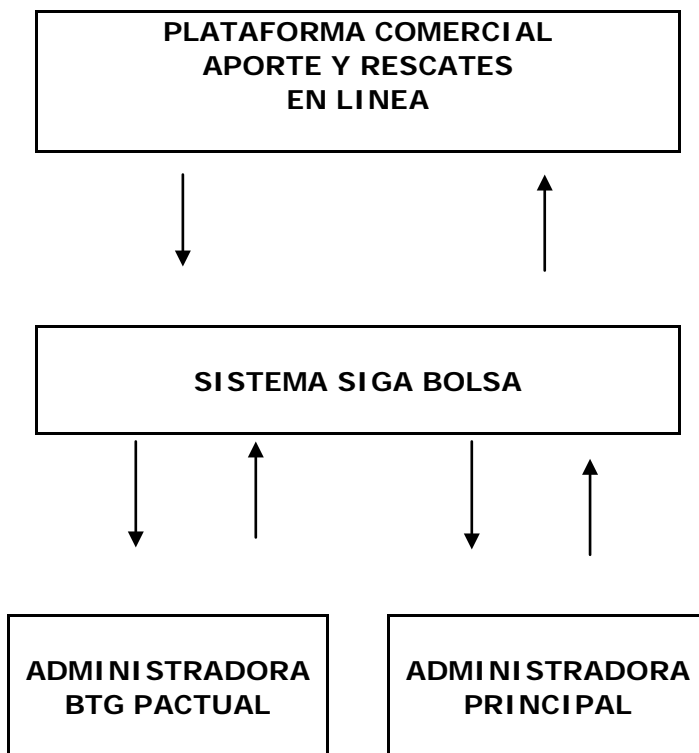 PLATAFORMA COMERCIAL
APORTE Y RESCATES
EN LINEA
SISTEMA SIGA BOLSA
ADMINISTRADORA
BTG PACTUAL
ADMINISTRADORA
PRINCIPAL